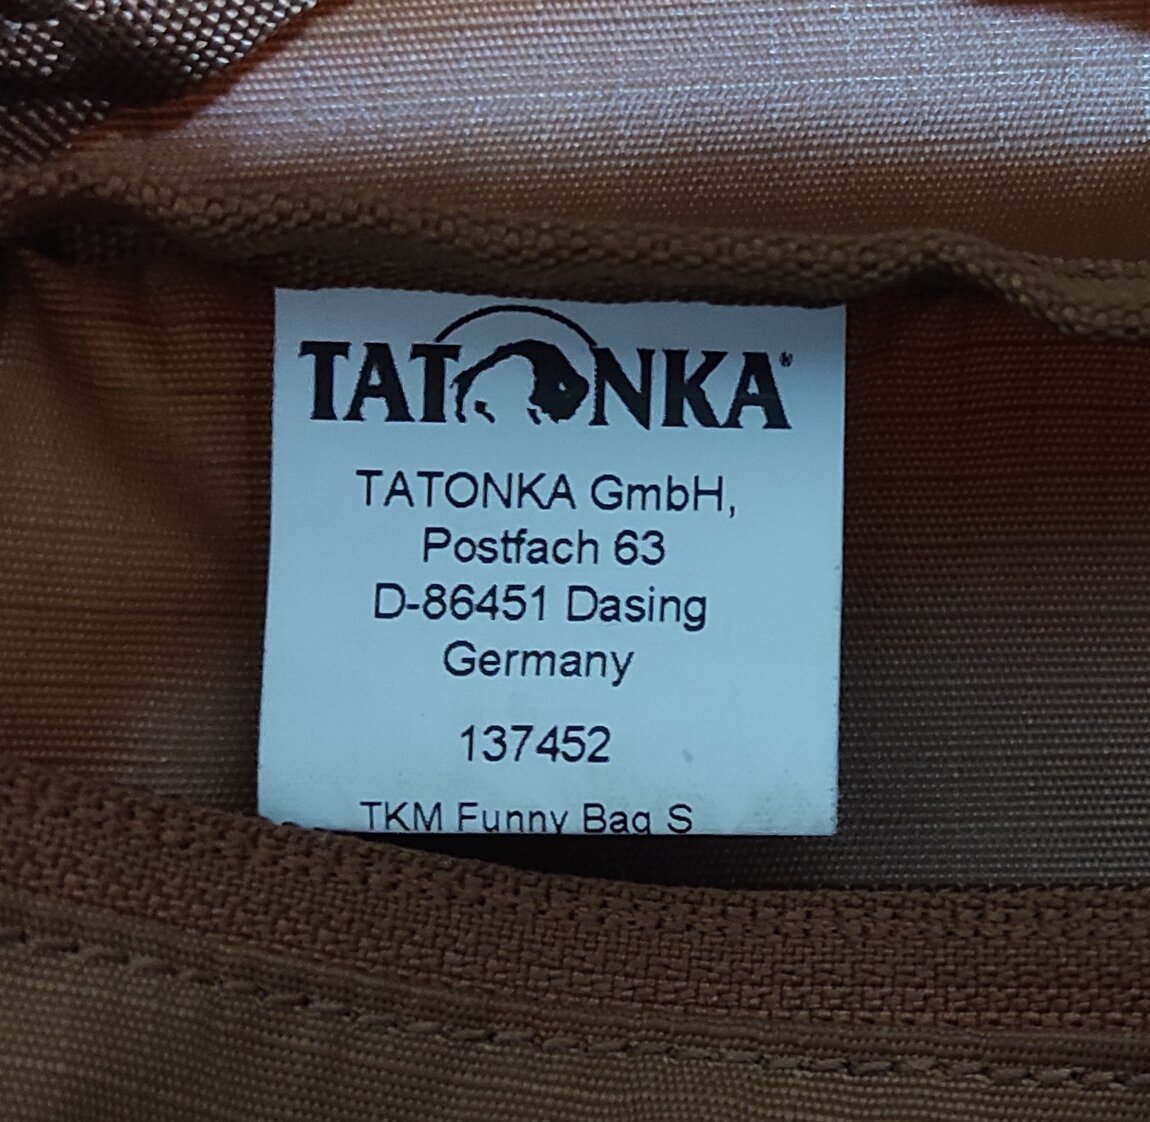 TATONKA®
TATONKA GmbH,
Postfach 63
D-86451 Dasing
Germany
137452
TKM Funny Bag S